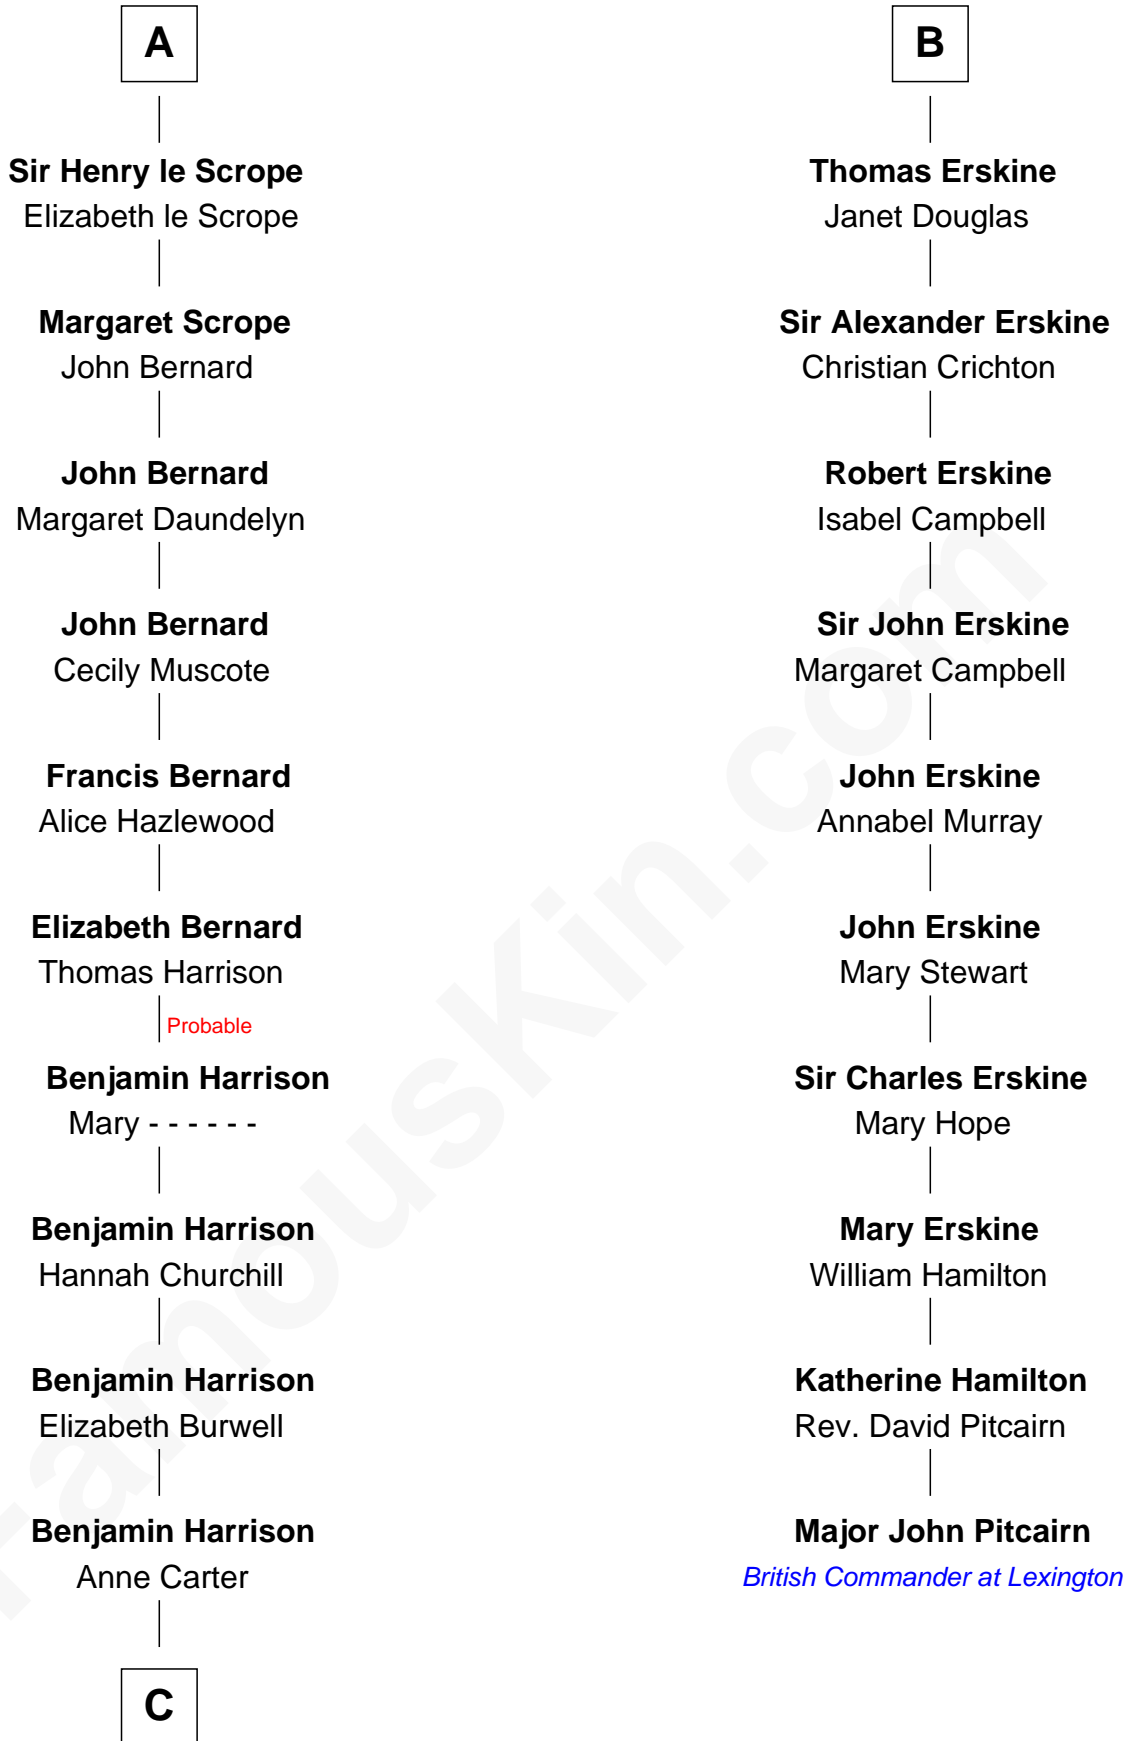 A
Sir Henry le Scrope
Elizabeth le Scrope
Margaret Scrope
John Bernard
John Bernard
Margaret Daundelyn
John Bernard
Cecily Muscote
Francis Bernard
Alice Hazlewood
Elizabeth Bernard
Thomas Harrison
Probable
Benjamin Harrison
Mary - - - - - -
Benjamin Harrison
Hannah Churchill
Benjamin Harrison
Elizabeth Burwell
Benjamin Harrison
Anne Carter
C
B
Thomas Erskine
Janet Douglas
Sir Alexander Erskine
Christian Crichton
Robert Erskine
Isabel Campbell
Sir John Erskine
Margaret Campbell
John Erskine
Annabel Murray
John Erskine
Mary Stewart
Sir Charles Erskine
Mary Hope
Mary Erskine
William Hamilton
Katherine Hamilton
Rev. David Pitcairn
Major John Pitcairn
British Commander at Lexington
FamousKin.com